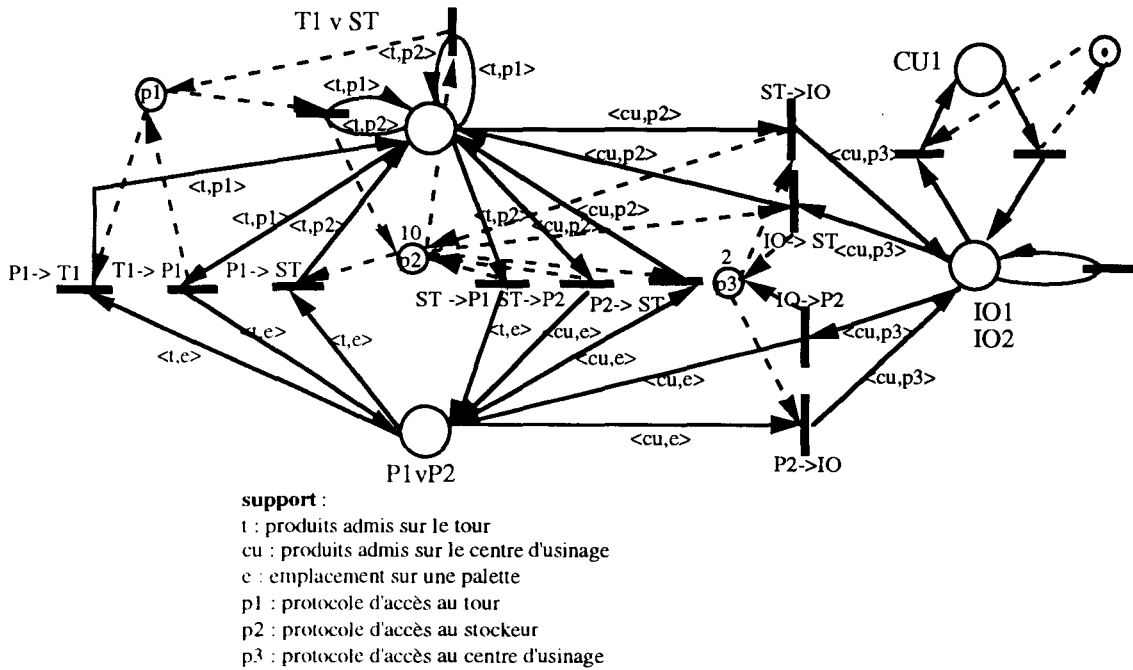 T1 v ST
<t,p2>
<t,p1>
CU1
p1
<t,p1>
<t,p2>
ST->IO
<cu,p2>
<cu,p2>
<cu,p3>
<t,p1>
<t,p1>
<t,p2>
<t,p2>
<cu,p2>
<cu,p2>
10
p2
IO-> ST
<cu,p3>
2
p3
P1-> T1
T1-> P1
P1-> ST
ST ->P1
ST->P2
P2-> ST
IO->P2
IO1
IO2
<t,e>
<t,e>
<t,e>
<t,e>
<cu,e>
<cu,e>
<cu,e>
<cu,p3>
<cu,p3>
<cu,e>
P1vP2
P2->IO
support :
t : produits admis sur le tour
cu : produits admis sur le centre d'usinage
e : emplacement sur une palette
p1 : protocole d'accès au tour
p2 : protocole d'accès au stockeur
p3 : protocole d'accès au centre d'usinage